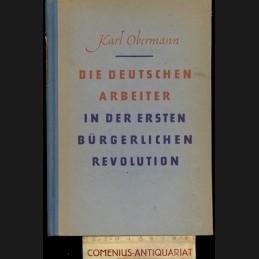 Karl Obermann
DIE DEUTSCHEN
ARBEITER
IN DER ERSTEN
BÜRGERLICHEN
REVOLUTION
COMENIUS-ANTIQUARIAT